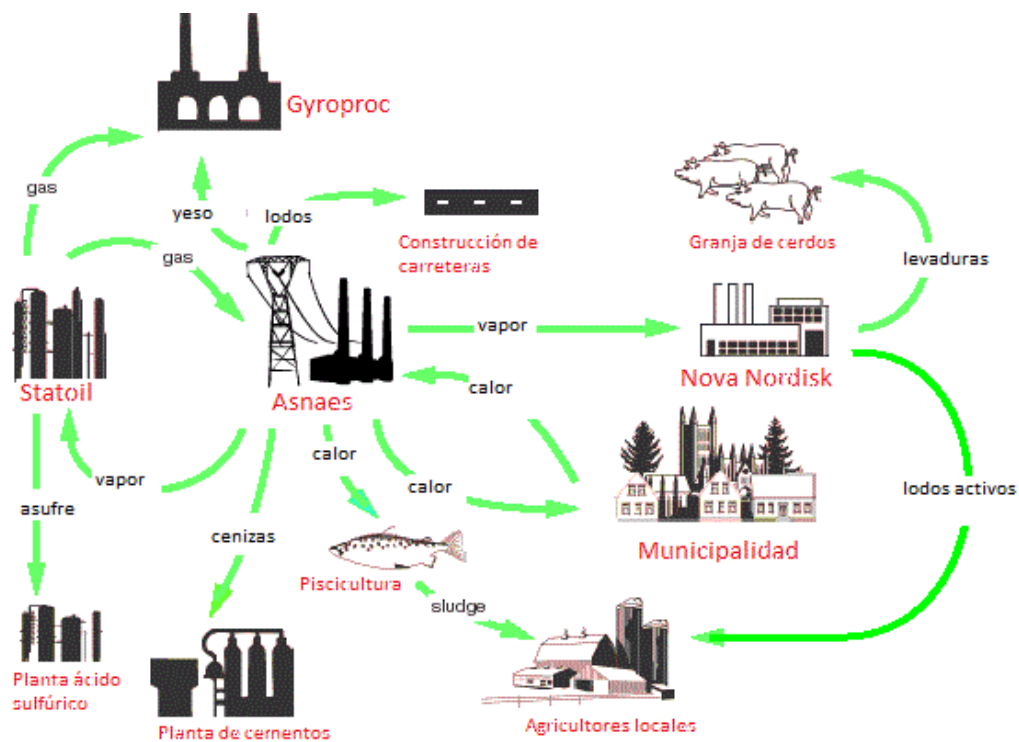 Gyroproc
gas
yeso
lodos
gas
Construcción de
carreteras
Granja de cerdos
levaduras
vapor
Statoil
Asnaes
calor
Nova Nordisk
vapor
calor
calor
lodos activos
asufre
cenizas
Municipalidad
Piscicultura
sludge
Planta ácido
sulfúrico
Planta de cementos
Agricultores locales